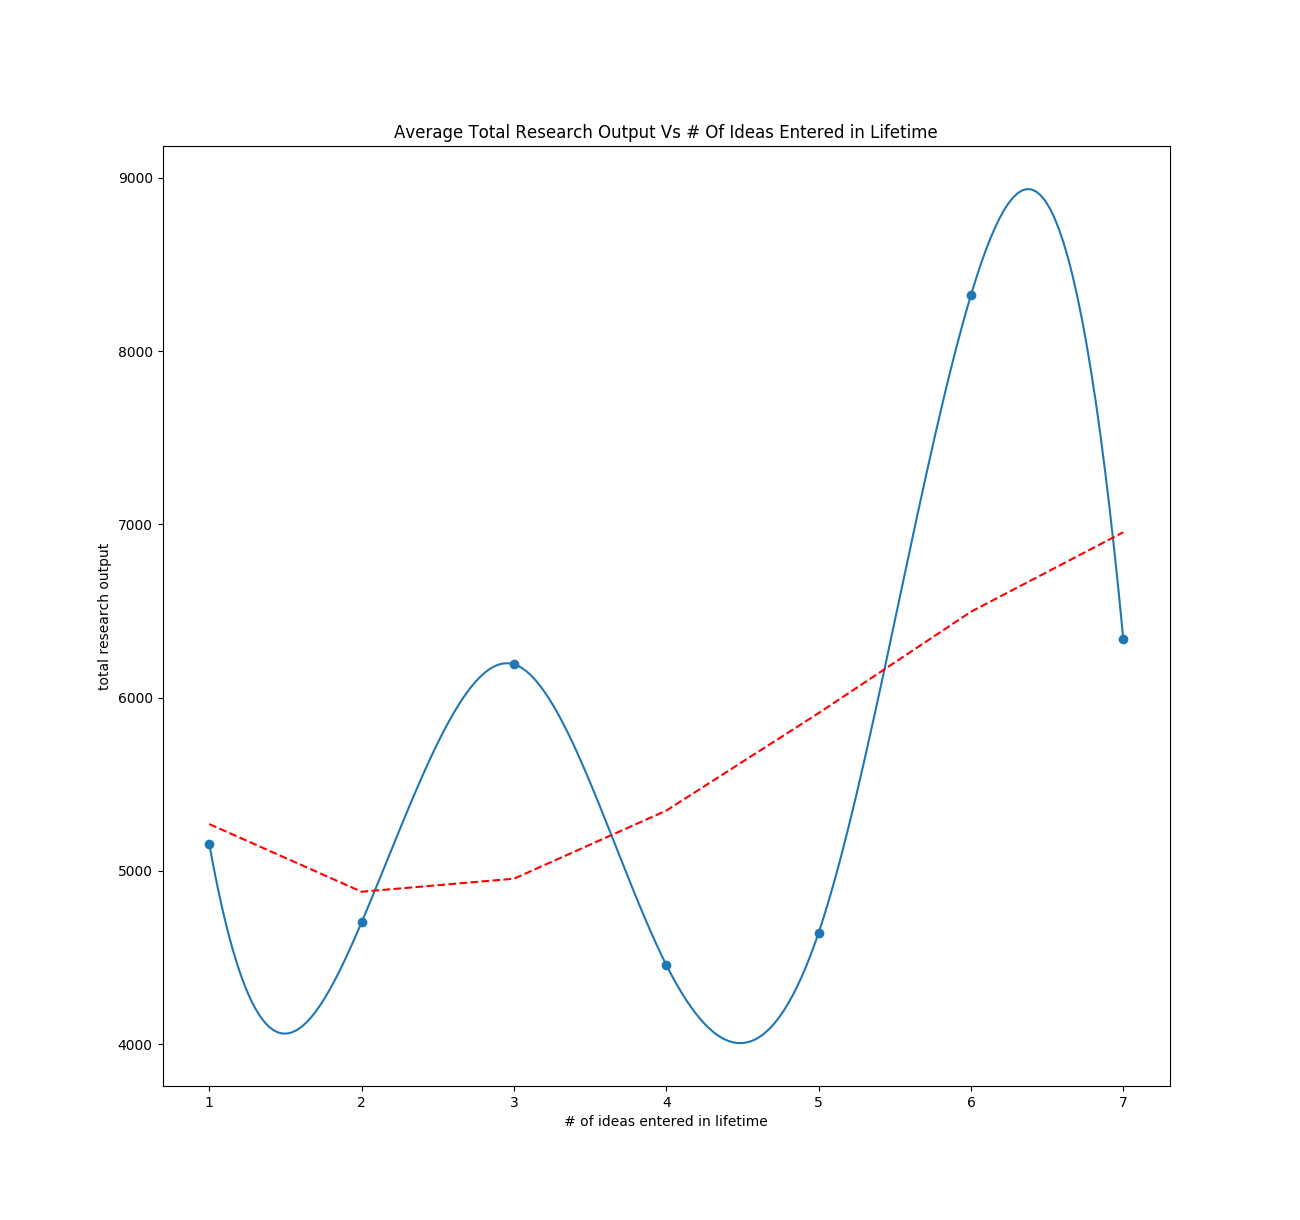 Average Total Research Output Vs # Of Ideas Entered in Lifetime
9000
8000
7000
6000
5000
4000
total research output
1 2 3 4 5 6 7
# of ideas entered in lifetime